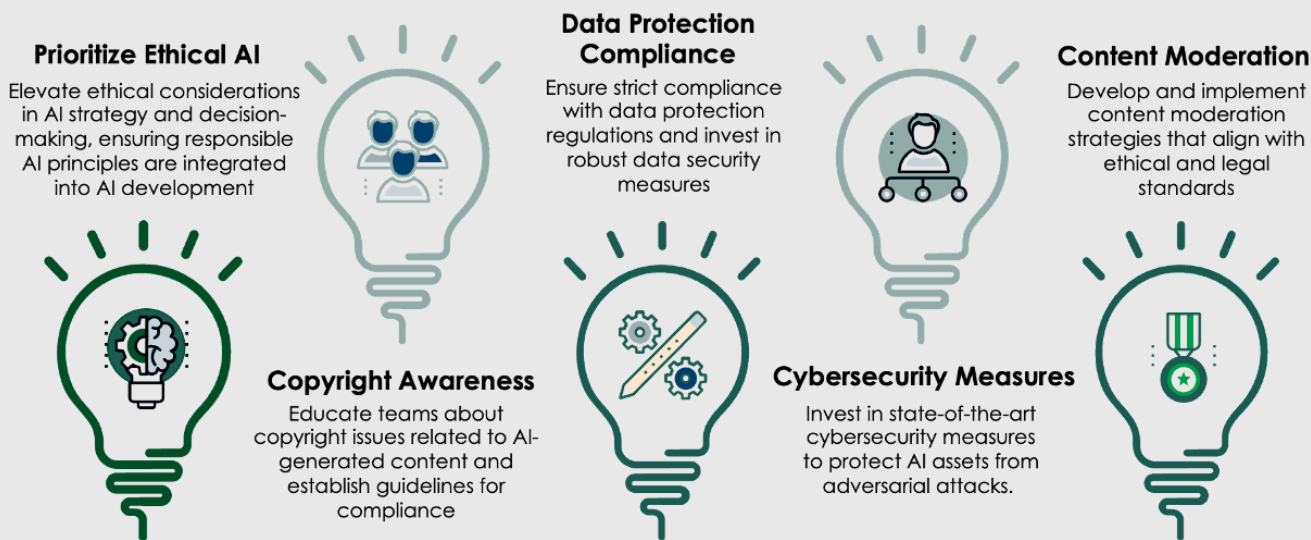 Prioritize Ethical AI
Elevate ethical considerations
in AI strategy and decision-
making, ensuring responsible
AI principles are integrated
into AI development
Copyright Awareness
Educate teams about
copyright issues related to AI-
generated content and
establish guidelines for
compliance
Data Protection
Compliance
Ensure strict compliance
with data protection
regulations and invest in
robust data security
measures
Cybersecurity Measures
Invest in state-of-the-art
cybersecurity measures
to protect AI assets from
adversarial attacks.
Content Moderation
Develop and implement
content moderation
strategies that align with
ethical and legal
standards